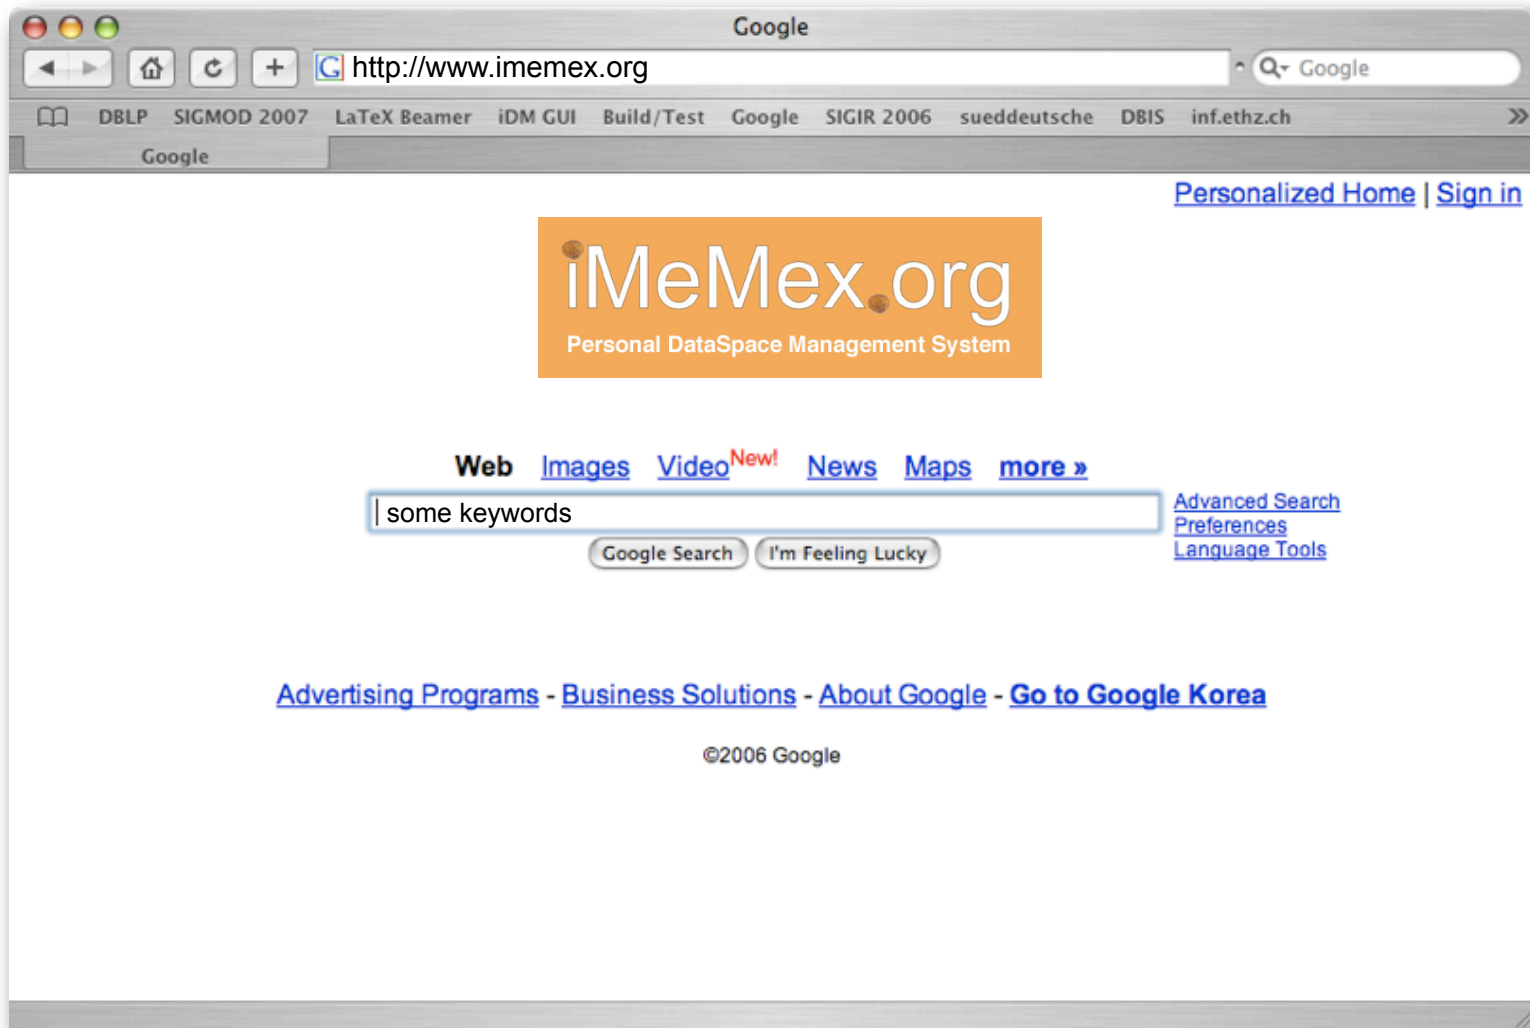 Google
http://www.imemex.org
Google
DBLP SIGMOD 2007 LaTeX Beamer iDM GUI Build/Test Google SIGIR 2006 sueddeutsche DBIS inf.ethz.ch »
Google
Personalized Home | Sign in
iMeMex.org
Personal DataSpace Management System
Web Images Video New! News Maps more »
some keywords
Advanced Search
Preferences
Language Tools
Google Search I'm Feeling Lucky
Advertising Programs - Business Solutions - About Google - Go to Google Korea
©2006 Google